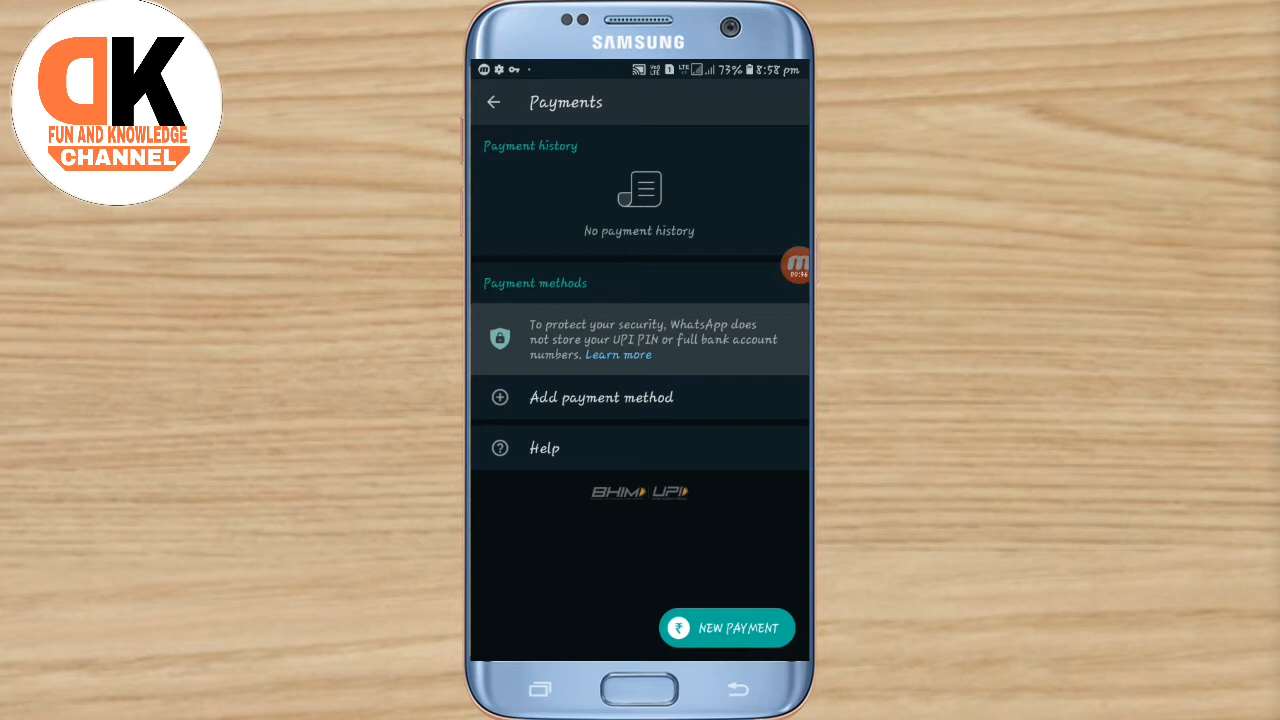 DK
FUN AND KNOWLEDGE
CHANNEL
SAMSUNG
73% 8:58 pm
Payments
Payment history
No payment history
00:36
Payment methods
To protect your security, WhatsApp does
not store your UPI PIN or full bank account
numbers. Learn more
Add payment method
Help
BHIM UPI
₹ NEW PAYMENT